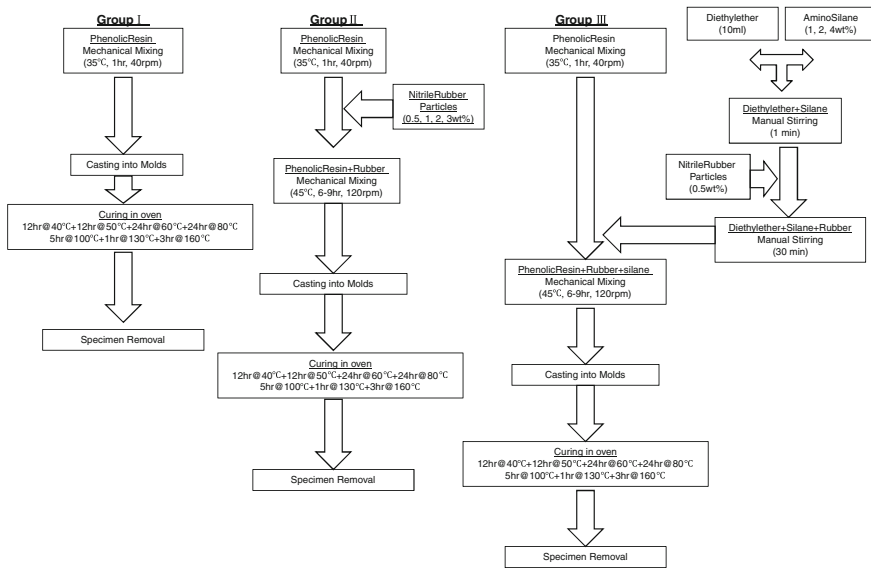 Group Ⅰ
PhenolicResin
Mechanical Mixing
(35℃, 1hr, 40rpm)
Casting into Molds
Curing in oven
12hr@40℃+12hr@50℃+24hr@60℃+24hr@80℃
5hr@100℃+1hr@130℃+3hr@160℃
Specimen Removal
Group Ⅱ
PhenolicResin
Mechanical Mixing
(35℃, 1hr, 40rpm)
NitrileRubber
Particles
(0.5, 1, 2, 3wt%)
PhenolicResin+Rubber
Mechanical Mixing
(45℃, 6-9hr, 120rpm)
Casting into Molds
Curing in oven
12hr@40℃+12hr@50℃+24hr@60℃+24hr@80℃
5hr@100℃+1hr@130℃+3hr@160℃
Specimen Removal
Group Ⅲ
PhenolicResin
Mechanical Mixing
(35℃, 1hr, 40rpm)
Diethylether
(10ml)
AminoSilane
(1, 2, 4wt%)
Diethylether+Silane
Manual Stirring
(1 min)
NitrileRubber
Particles
(0.5wt%)
Diethylether+Silane+Rubber
Manual Stirring
(30 min)
PhenolicResin+Rubber+silane
Mechanical Mixing
(45℃, 6-9hr, 120rpm)
Casting into Molds
Curing in oven
12hr@40℃+12hr@50℃+24hr@60℃+24hr@80℃
5hr@100℃+1hr@130℃+3hr@160℃
Specimen Removal